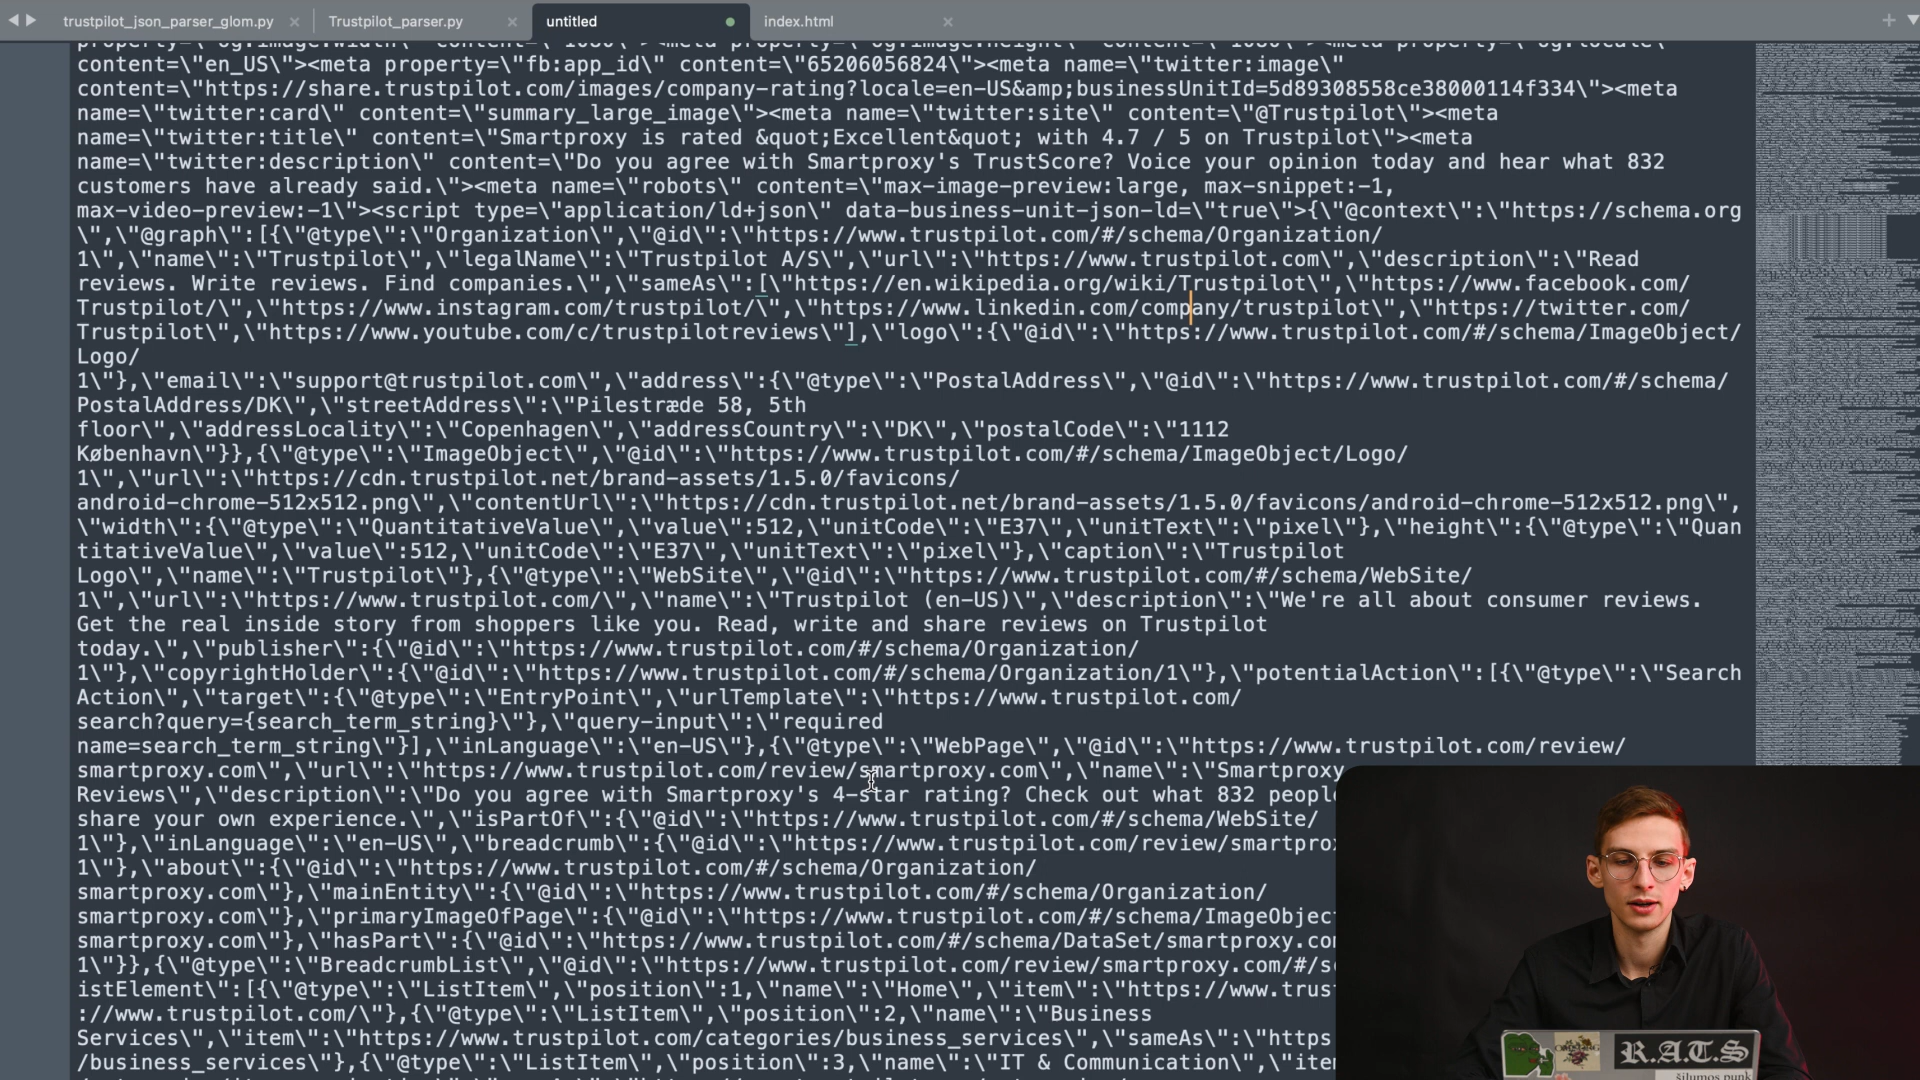 trustpilot_json_parser_glom.py
Trustpilot_parser.py
untitled
index.html
content=\"en_US\"><meta property=\"fb:app_id\" content=\"65206056824\"><meta name=\"twitter:image\"
content=\"https://share.trustpilot.com/images/company-rating?locale=en-US&amp;businessUnitId=5d89308558ce38000114f334\"><meta
name=\"twitter:card\" content=\"summary_large_image\"><meta name=\"twitter:site\" content=\"@Trustpilot\"><meta
name=\"twitter:title\" content=\"Smartproxy is rated &quot;Excellent&quot; with 4.7 / 5 on Trustpilot\"><meta
name=\"twitter:description\" content=\"Do you agree with Smartproxy's TrustScore? Voice your opinion today and hear what 832
customers have already said.\"><meta name=\"robots\" content=\"max-image-preview:large, max-snippet:-1,
max-video-preview:-1\"><script type=\"application/ld+json\" data-business-unit-json-ld=\"true\">{\"@context\":\"https://schema.org
\",\"@graph\":[{\"@type\":\"Organization\",\"@id\":\"https://www.trustpilot.com/#/schema/Organization/
1\",\"name\":\"Trustpilot\",\"legalName\":\"Trustpilot A/S\",\"url\":\"https://www.trustpilot.com\",\"description\":\"Read
reviews. Write reviews. Find companies.\",\"sameAs\":[\"https://en.wikipedia.org/wiki/Trustpilot\",\"https://www.facebook.com/
Trustpilot/\",\"https://www.instagram.com/trustpilot/\",\"https://www.linkedin.com/company/trustpilot\",\"https://twitter.com/
Trustpilot\",\"https://www.youtube.com/c/trustpilotreviews\"],\"logo\":{\"@id\":\"https://www.trustpilot.com/#/schema/ImageObject/
Logo/
1\"},\"email\":\"support@trustpilot.com\",\"address\":{\"@type\":\"PostalAddress\",\"@id\":\"https://www.trustpilot.com/#/schema/
PostalAddress/DK\",\"streetAddress\":\"Pilestræde 58, 5th
floor\",\"addressLocality\":\"Copenhagen\",\"addressCountry\":\"DK\",\"postalCode\":\"1112
København\"}},{\"@type\":\"ImageObject\",\"@id\":\"https://www.trustpilot.com/#/schema/ImageObject/Logo/
1\",\"url\":\"https://cdn.trustpilot.net/brand-assets/1.5.0/favicons/
android-chrome-512x512.png\",\"contentUrl\":\"https://cdn.trustpilot.net/brand-assets/1.5.0/favicons/android-chrome-512x512.png\",
\"width\":{\"@type\":\"QuantitativeValue\",\"value\":512,\"unitCode\":\"E37\",\"unitText\":\"pixel\"},\"height\":{\"@type\":\"Quan
titativeValue\",\"value\":512,\"unitCode\":\"E37\",\"unitText\":\"pixel\"},\"caption\":\"Trustpilot
Logo\",\"name\":\"Trustpilot\"},{\"@type\":\"WebSite\",\"@id\":\"https://www.trustpilot.com/#/schema/WebSite/
1\",\"url\":\"https://www.trustpilot.com/\",\"name\":\"Trustpilot (en-US)\",\"description\":\"We're all about consumer reviews.
Get the real inside story from shoppers like you. Read, write and share reviews on Trustpilot
today.\",\"publisher\":{\"@id\":\"https://www.trustpilot.com/#/schema/Organization/
1\"},\"copyrightHolder\":{\"@id\":\"https://www.trustpilot.com/#/schema/Organization/1\"},\"potentialAction\":[{\"@type\":\"Search
Action\",\"target\":{\"@type\":\"EntryPoint\",\"urlTemplate\":\"https://www.trustpilot.com/
search?query={search_term_string}\"},\"query-input\":\"required
name=search_term_string\"}],\"inLanguage\":\"en-US\"},{\"@type\":\"WebPage\",\"@id\":\"https://www.trustpilot.com/review/
smartproxy.com\",\"url\":\"https://www.trustpilot.com/review/smartproxy.com\",\"name\":\"Smartproxy
Reviews\",\"description\":\"Do you agree with Smartproxy's 4-star rating? Check out what 832 people
share your own experience.\",\"isPartOf\":{\"@id\":\"https://www.trustpilot.com/#/schema/WebSite/
1\"},\"inLanguage\":\"en-US\",\"breadcrumb\":{\"@id\":\"https://www.trustpilot.com/review/smartprox
1\"},\"about\":{\"@id\":\"https://www.trustpilot.com/#/schema/Organization/
smartproxy.com\"},\"mainEntity\":{\"@id\":\"https://www.trustpilot.com/#/schema/Organization/
smartproxy.com\"},\"primaryImageOfPage\":{\"@id\":\"https://www.trustpilot.com/#/schema/ImageObject
smartproxy.com\"},\"hasPart\":{\"@id\":\"https://www.trustpilot.com/#/schema/DataSet/smartproxy.com
1\"}},{\"@type\":\"BreadcrumbList\",\"@id\":\"https://www.trustpilot.com/review/smartproxy.com/#/sc
istElement\":[{\"@type\":\"ListItem\",\"position\":1,\"name\":\"Home\",\"item\":\"https://www.trus
://www.trustpilot.com/\"},{\"@type\":\"ListItem\",\"position\":2,\"name\":\"Business
Services\",\"item\":\"https://www.trustpilot.com/categories/business_services\",\"sameAs\":\"https
/business_services\"},{\"@type\":\"ListItem\",\"position\":3,\"name\":\"IT & Communication\",\"item
R.A.T.S
šilumos punk